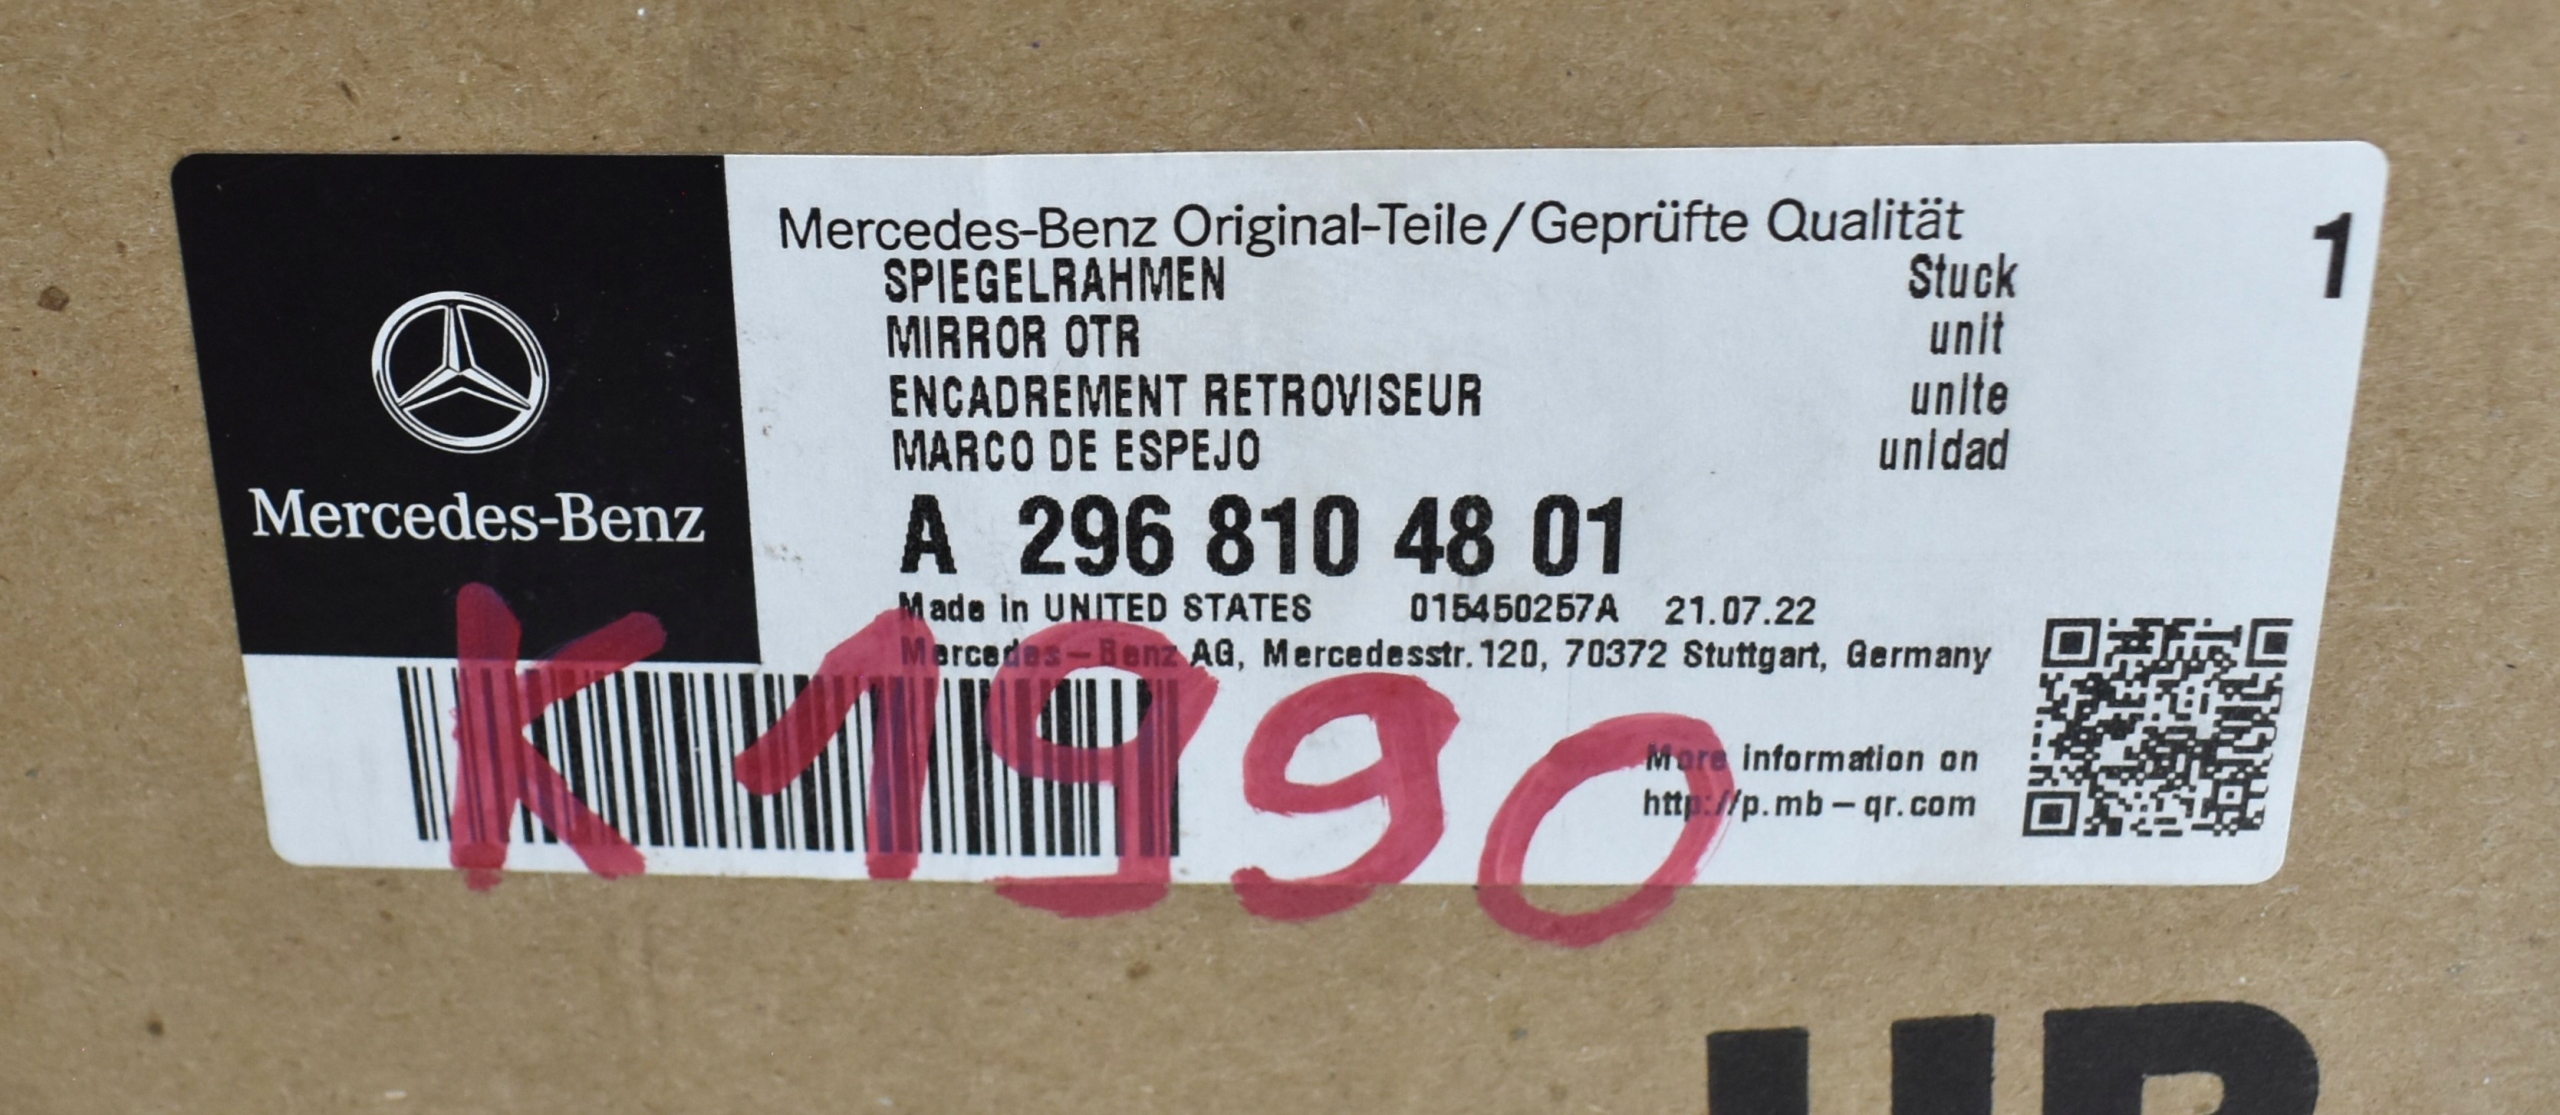 Mercedes-Benz
Mercedes-Benz Original-Teile/Geprüfte Qualität
SPIEGELRAHMEN Stuck 1
MIRROR OTR unit
ENCADREMENT RETROVISEUR unite
MARCO DE ESPEJO unidad
A 296 810 48 01
Made in UNITED STATES 015450257A 21.07.22
Mercedes-Benz AG, Mercedesstr.120, 70372 Stuttgart, Germany
K1990
More information on
http://p.mb-qr.com